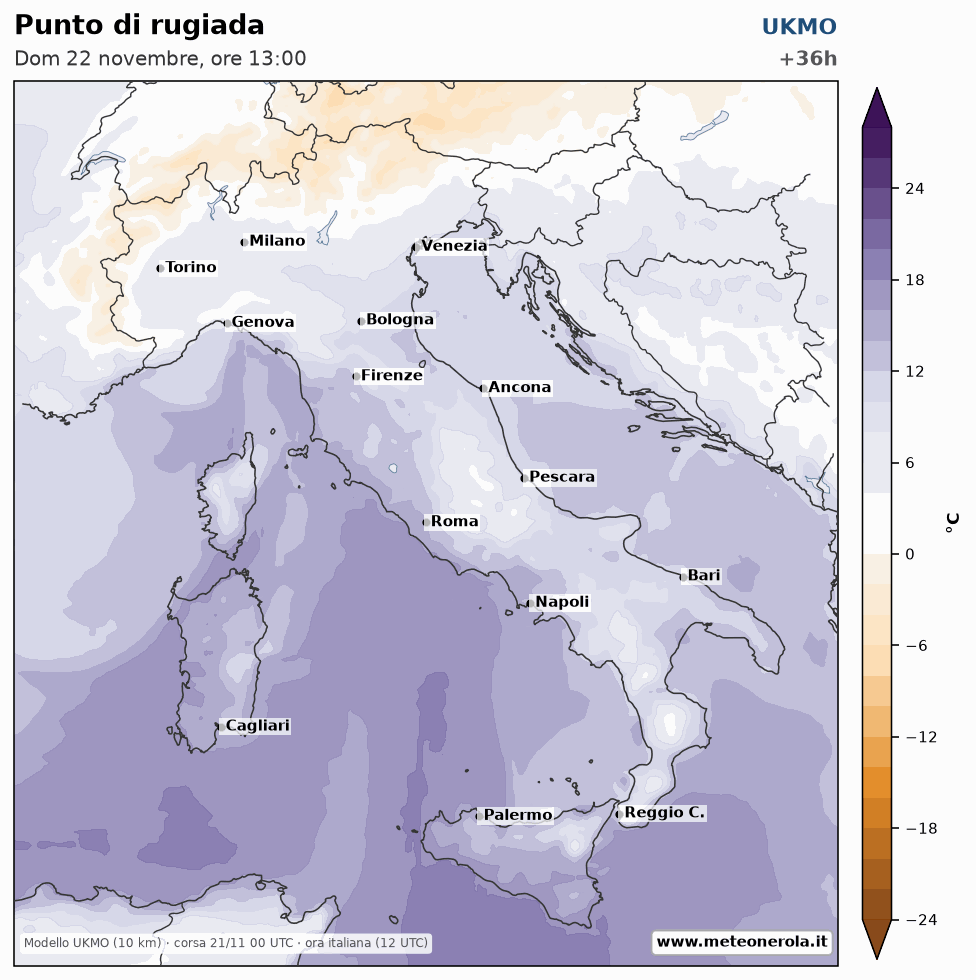 Punto di rugiada
UKMO
Dom 22 novembre, ore 13:00
+36h
Milano
Venezia
Torino
Genova
Bologna
Firenze
Ancona
Pescara
Roma
Bari
Napoli
Cagliari
Palermo
Reggio C.
24
18
12
6
0
−6
−12
−18
−24
°C
Modello UKMO (10 km) · corsa 21/11 00 UTC · ora italiana (12 UTC)
www.meteonerola.it